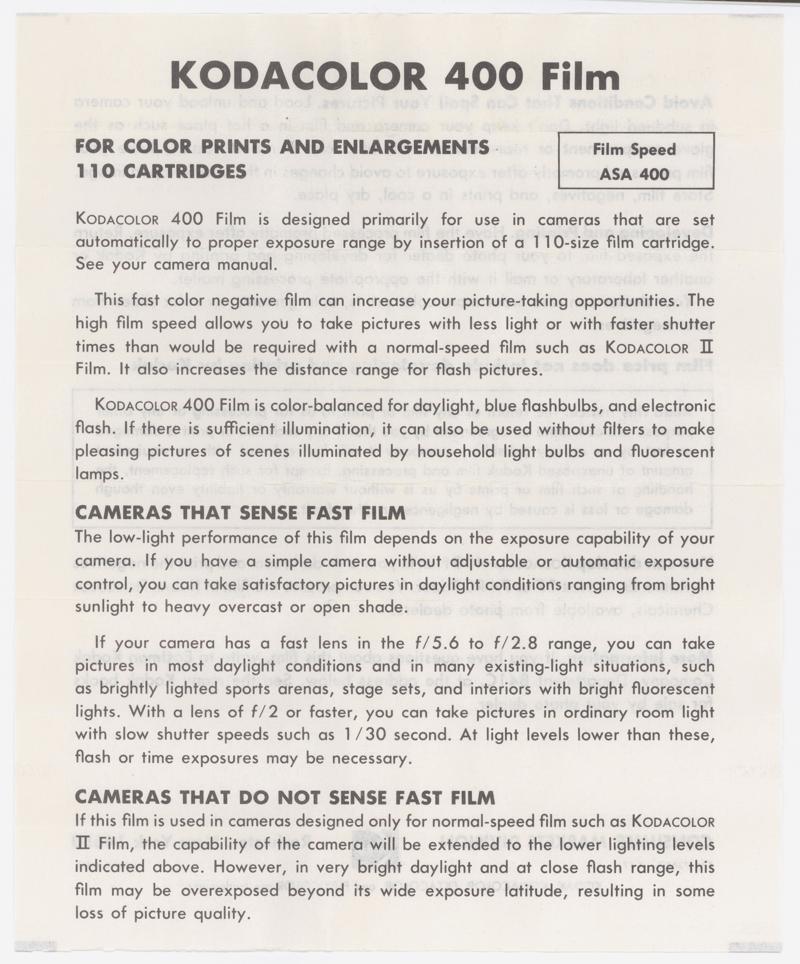 KODACOLOR 400 Film
FOR COLOR PRINTS AND ENLARGEMENTS
110 CARTRIDGES
Film Speed
ASA 400
KODACOLOR 400 Film is designed primarily for use in cameras that are set
automatically to proper exposure range by insertion of a 110-size film cartridge.
See your camera manual.
This fast color negative film can increase your picture-taking opportunities. The
high film speed allows you to take pictures with less light or with faster shutter
times than would be required with a normal-speed film such as KODACOLOR II
Film. It also increases the distance range for flash pictures.
KODACOLOR 400 Film is color-balanced for daylight, blue flashbulbs, and electronic
flash. If there is sufficient illumination, it can also be used without filters to make
pleasing pictures of scenes illuminated by household light bulbs and fluorescent
lamps.
CAMERAS THAT SENSE FAST FILM
The low-light performance of this film depends on the exposure capability of your
camera. If you have a simple camera without adjustable or automatic exposure
control, you can take satisfactory pictures in daylight conditions ranging from bright
sunlight to heavy overcast or open shade.
If your camera has a fast lens in the f/5.6 to f/2.8 range, you can take
pictures in most daylight conditions and in many existing-light situations, such
as brightly lighted sports arenas, stage sets, and interiors with bright fluorescent
lights. With a lens of f/2 or faster, you can take pictures in ordinary room light
with slow shutter speeds such as 1/30 second. At light levels lower than these,
flash or time exposures may be necessary.
CAMERAS THAT DO NOT SENSE FAST FILM
If this film is used in cameras designed only for normal-speed film such as KODACOLOR
II Film, the capability of the camera will be extended to the lower lighting levels
indicated above. However, in very bright daylight and at close flash range, this
film may be overexposed beyond its wide exposure latitude, resulting in some
loss of picture quality.